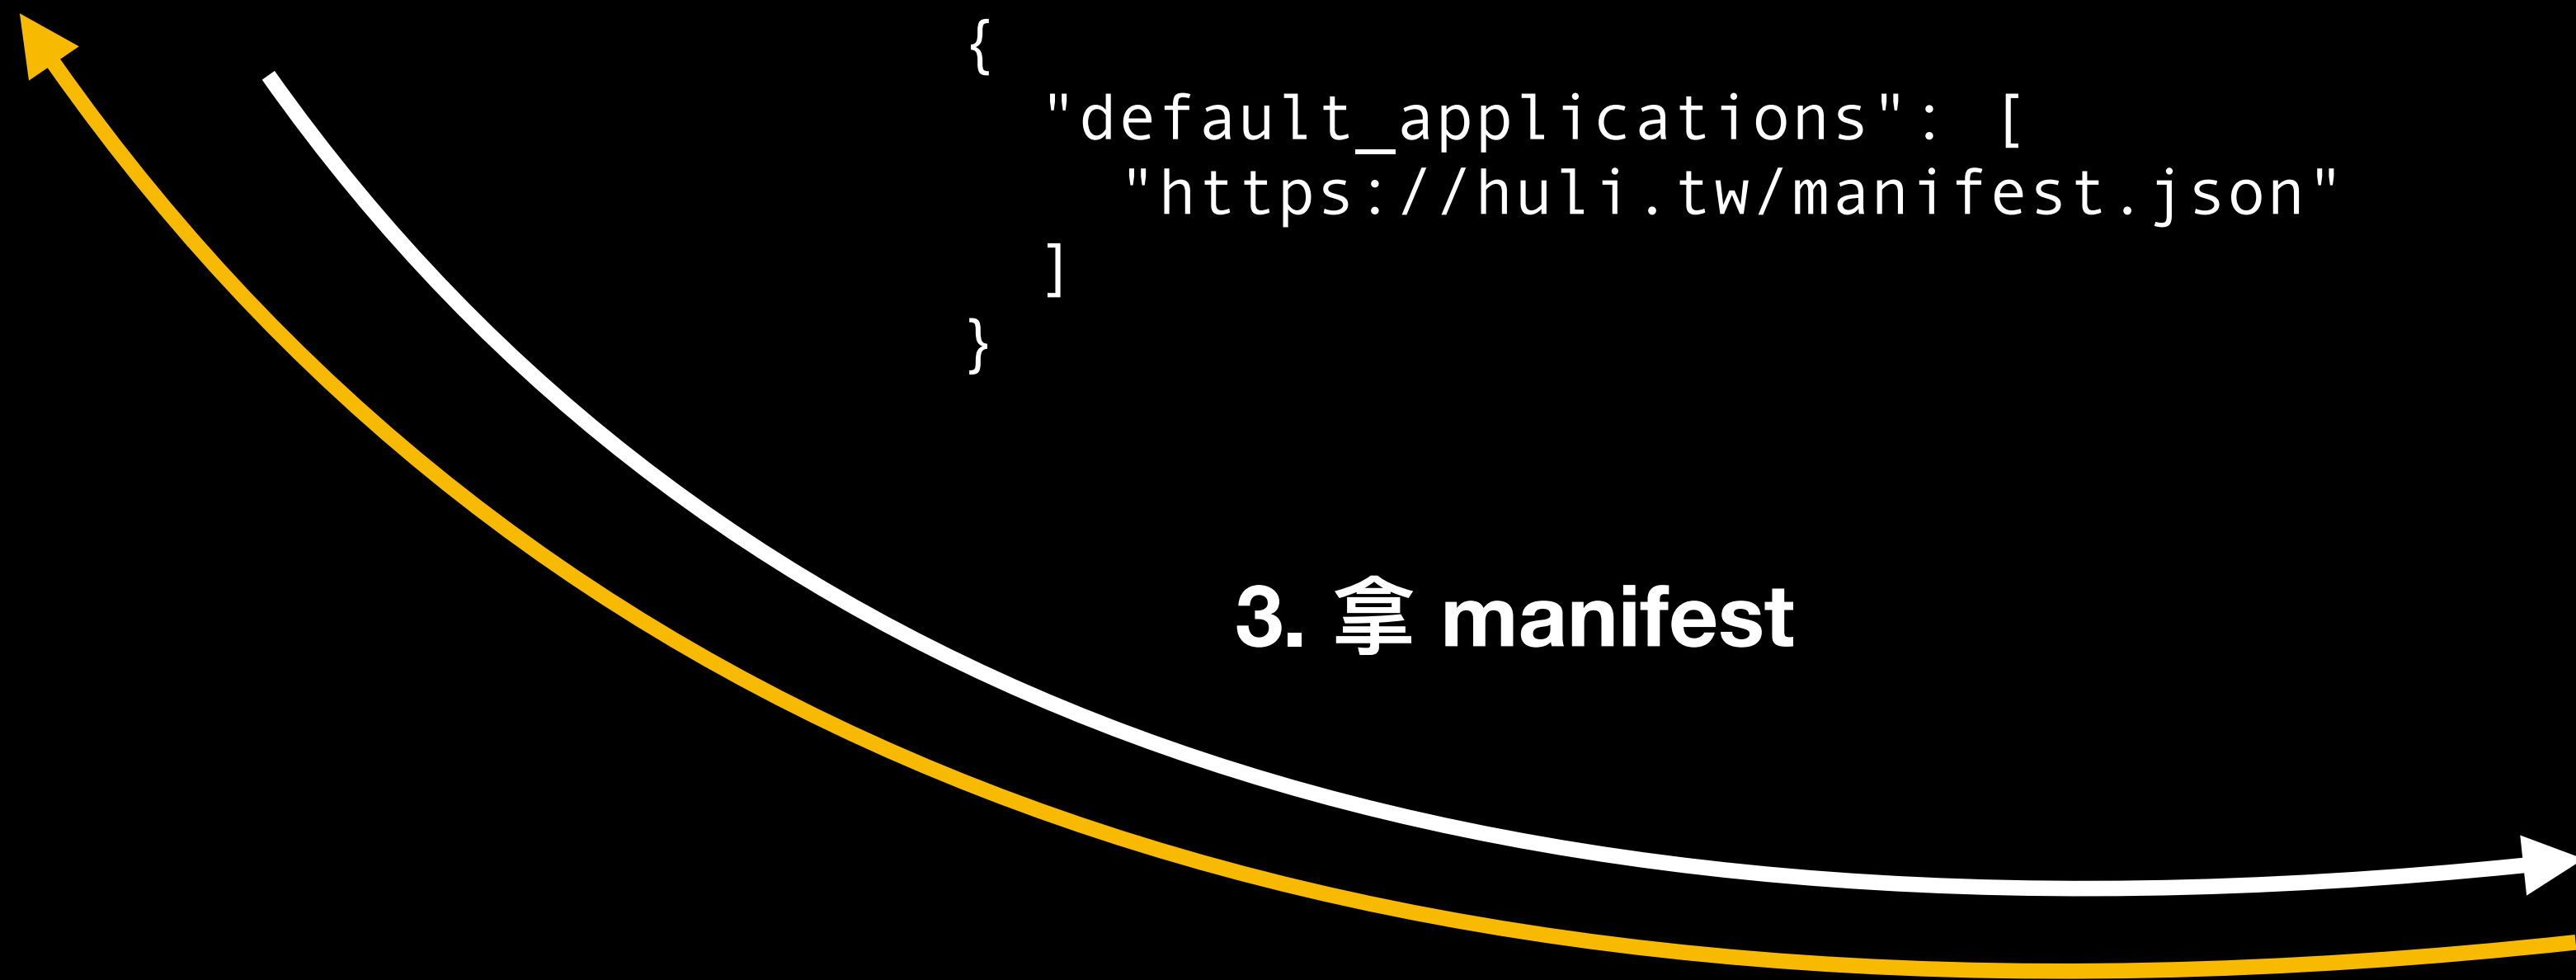 {
"default_applications": [
"https://huli.tw/manifest.json"
]
}
3. 拿 manifest